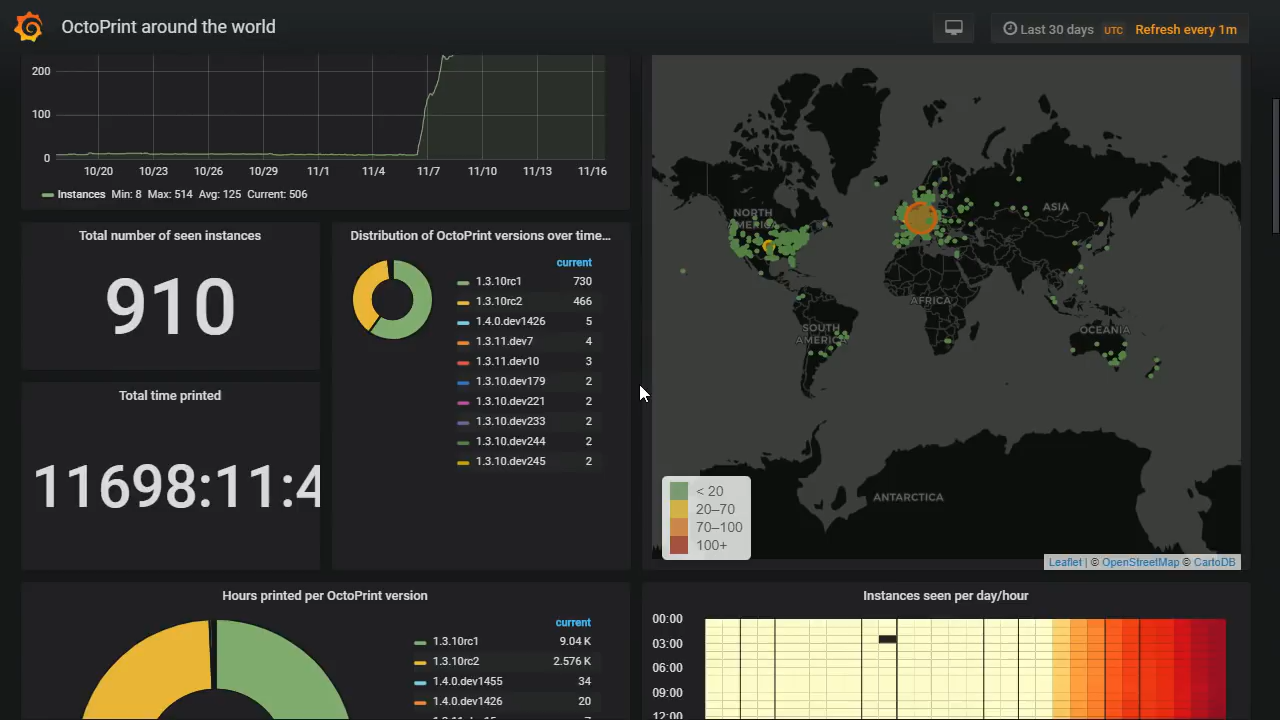 OctoPrint around the world
Last 30 days UTC Refresh every 1m
200
100
0
10/20 10/23 10/26 10/29 11/1 11/4 11/7 11/10 11/13 11/16
Instances Min: 8 Max: 514 Avg: 125 Current: 506
Total number of seen instances
910
Total time printed
11698:11:4
Distribution of OctoPrint versions over time...
current
1.3.10rc1 730
1.3.10rc2 466
1.4.0.dev1426 5
1.3.11.dev7 4
1.3.11.dev10 3
1.3.10.dev179 2
1.3.10.dev221 2
1.3.10.dev233 2
1.3.10.dev244 2
1.3.10.dev245 2
NORTH
AMERICA
ASIA
AFRICA
SOUTH
AMERICA
OCEANIA
ANTARCTICA
< 20
20–70
70–100
100+
Leaflet | © OpenStreetMap © CartoDB
Hours printed per OctoPrint version
current
1.3.10rc1 9.04 K
1.3.10rc2 2.576 K
1.4.0.dev1455 34
1.4.0.dev1426 20
Instances seen per day/hour
00:00
03:00
06:00
09:00
12:00